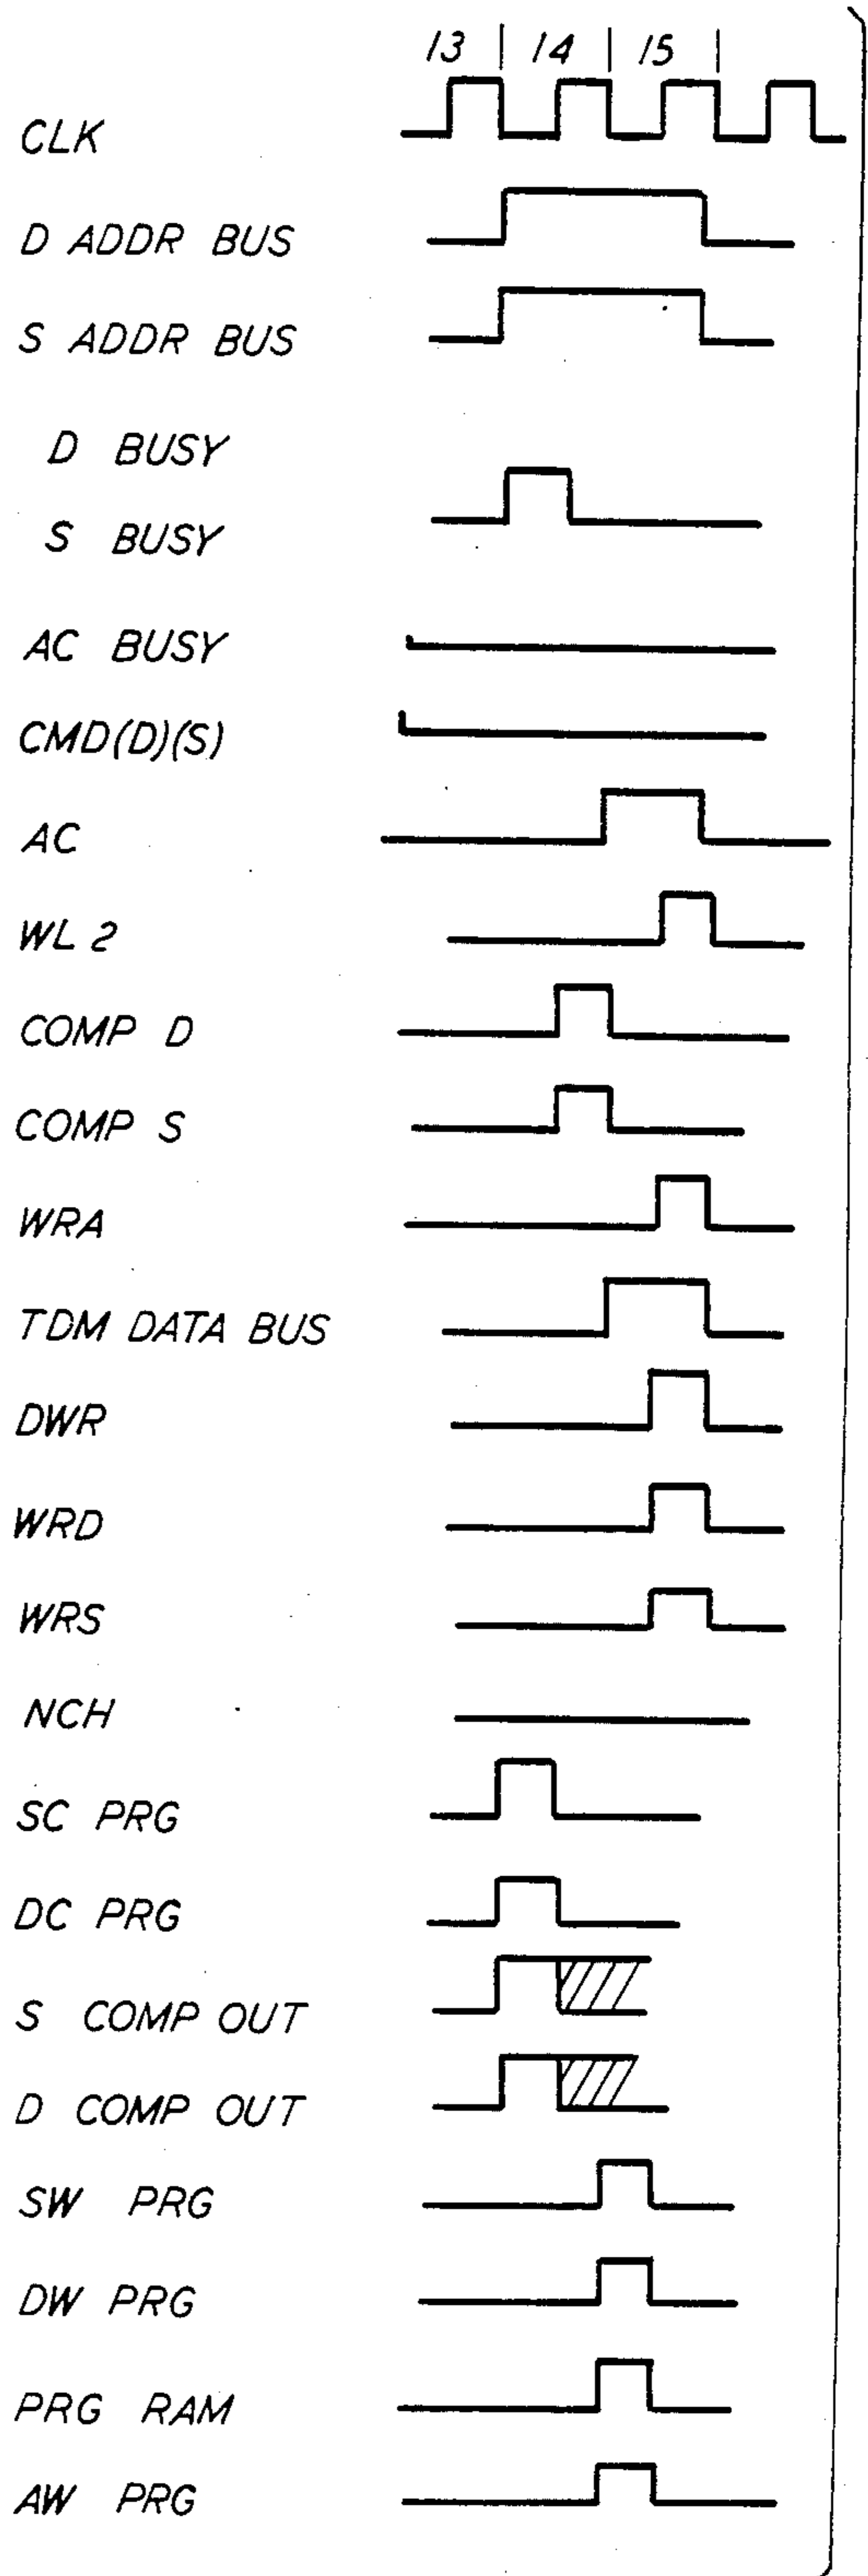 13 | 14 | 15 |
CLK
D ADDR BUS
S ADDR BUS
D BUSY
S BUSY
AC BUSY
CMD(D)(S)
AC
WL 2
COMP D
COMP S
WRA
TDM DATA BUS
DWR
WRD
WRS
NCH
SC PRG
DC PRG
S COMP OUT
D COMP OUT
SW PRG
DW PRG
PRG RAM
AW PRG